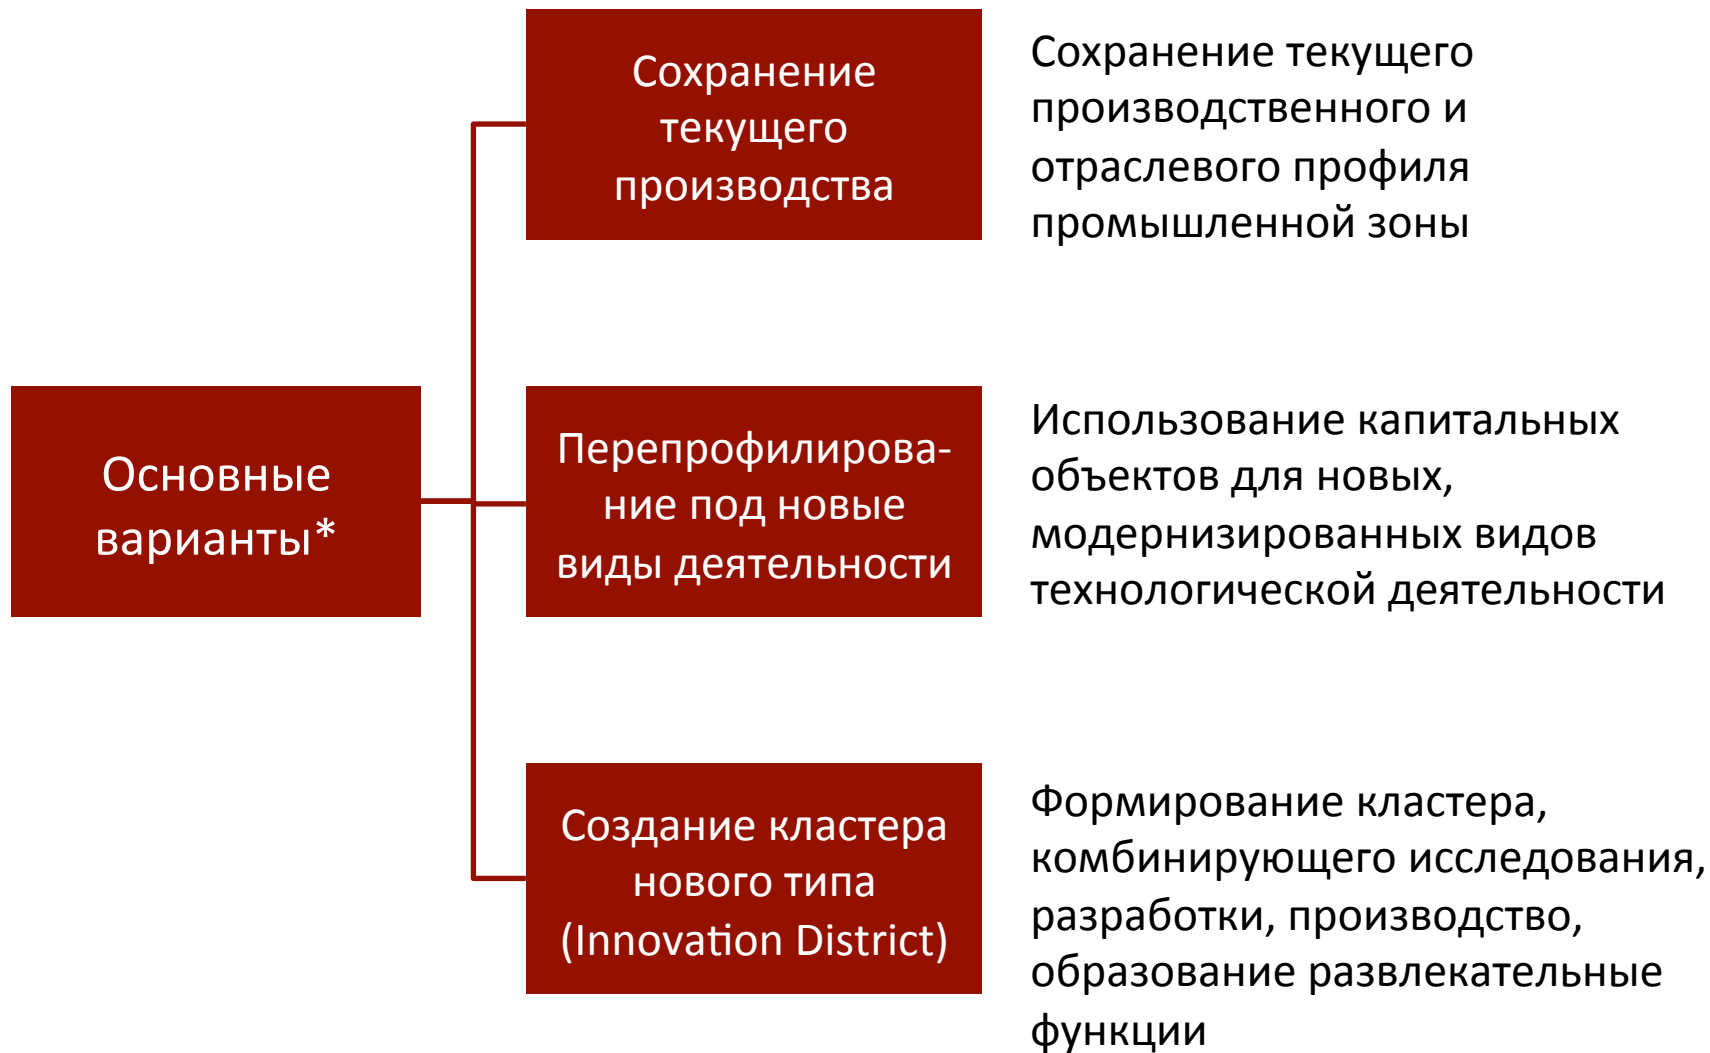 Основные
варианты*
Сохранение
текущего
производства
Сохранение текущего
производственного и
отраслевого профиля
промышленной зоны
Перепрофилирова-
ние под новые
виды деятельности
Использование капитальных
объектов для новых,
модернизированных видов
технологической деятельности
Создание кластера
нового типа
(Innovation District)
Формирование кластера,
комбинирующего исследования,
разработки, производство,
образование развлекательные
функции